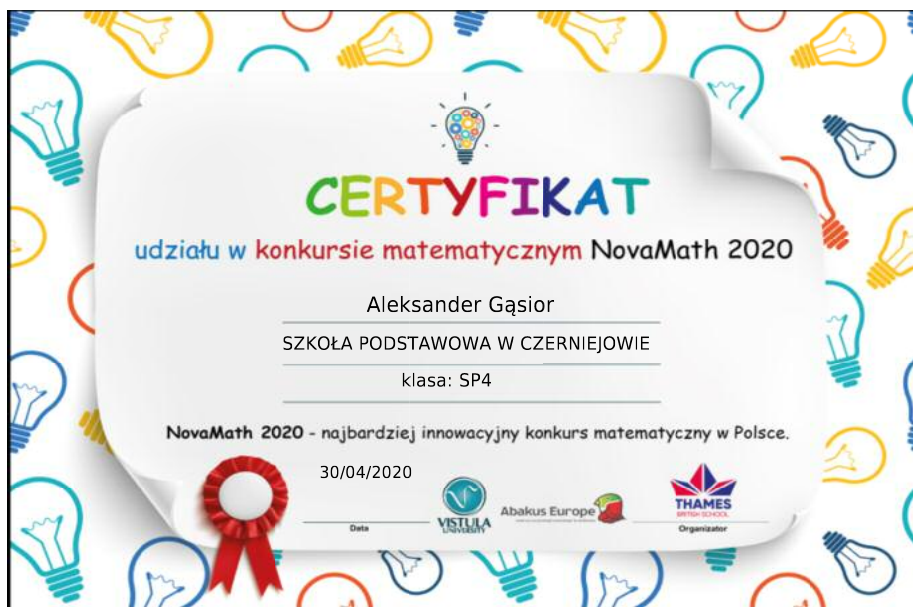 CERTYFIKAT
udziału w konkursie matematycznym NovaMath 2020
Aleksander Gąsior
SZKOŁA PODSTAWOWA W CZERNIEJOWIE
klasa: SP4
NovaMath 2020 - najbardziej innowacyjny konkurs matematyczny w Polsce.
30/04/2020
Data
VISTULA
UNIVERSITY
Abakus Europe
THAMES
BRITISH SCHOOL
Organizator